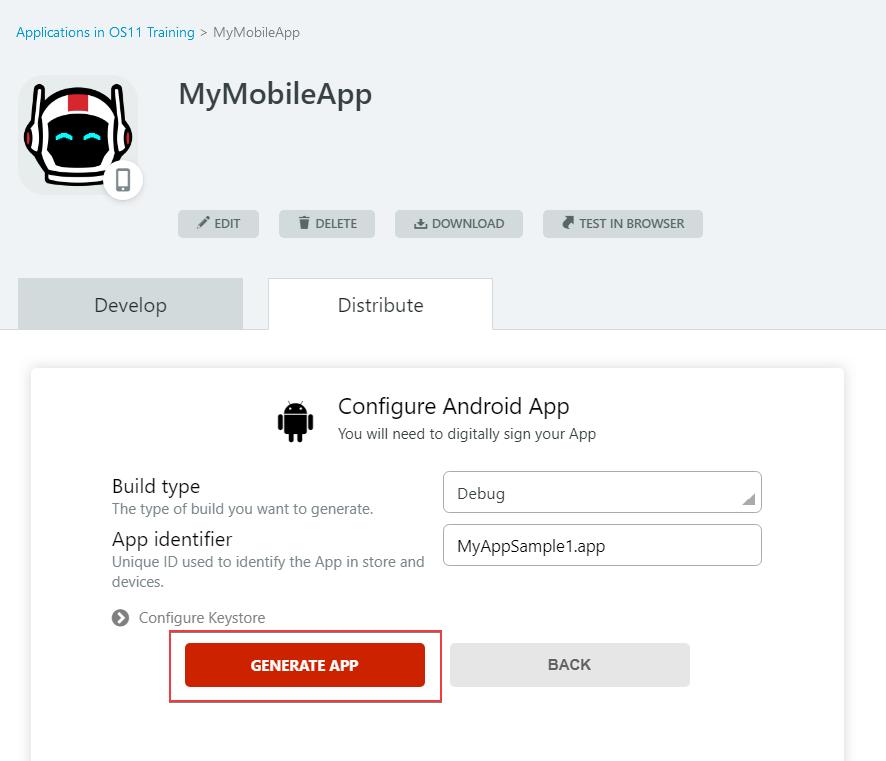 Applications in OS11 Training > MyMobileApp
MyMobileApp
EDIT
DELETE
DOWNLOAD
TEST IN BROWSER
Develop
Distribute
Configure Android App
You will need to digitally sign your App
Build type
The type of build you want to generate.
Debug
App identifier
Unique ID used to identify the App in store and
devices.
MyAppSample1.app
Configure Keystore
GENERATE APP
BACK